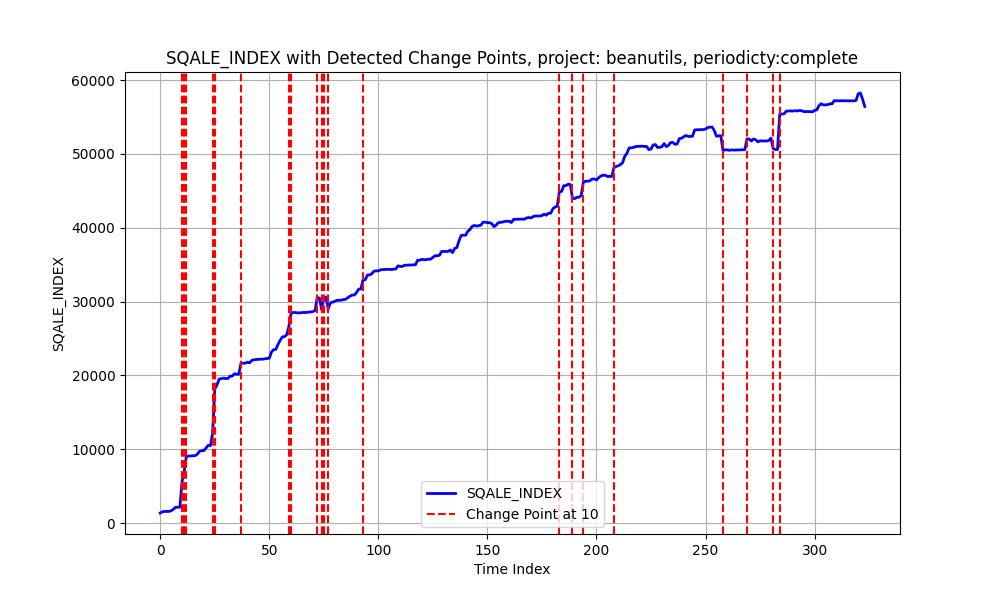 SQALE_INDEX with Detected Change Points, project: beanutils, periodicty:complete
60000
50000
40000
30000
20000
10000
0
SQALE_INDEX
SQALE_INDEX
Change Point at 10
0 50 100 150 200 250 300
Time Index